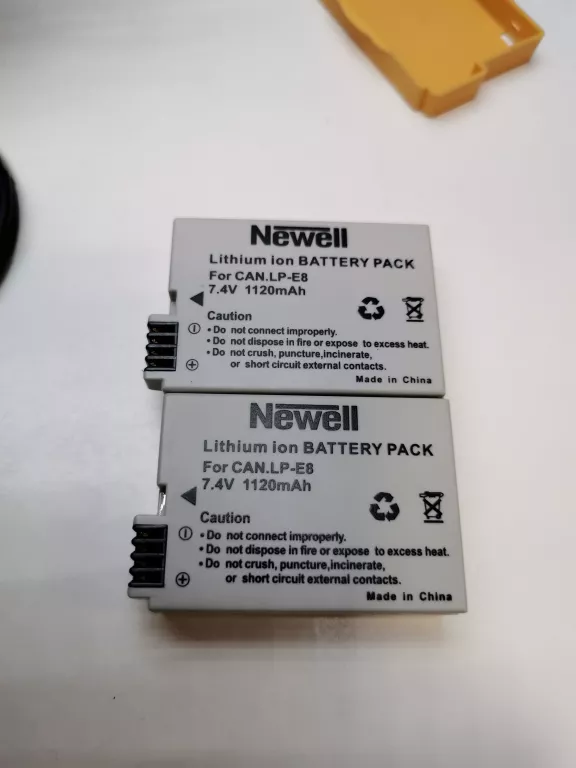 Newell
Lithium ion BATTERY PACK
For CAN.LP-E8
7.4V 1120mAh
Caution
• Do not connect improperly.
• Do not dispose in fire or expose to excess heat.
• Do not crush, puncture,incinerate,
or short circuit external contacts.
Made in China
Newell
Lithium ion BATTERY PACK
For CAN.LP-E8
7.4V 1120mAh
Caution
• Do not connect improperly.
• Do not dispose in fire or expose to excess heat.
• Do not crush, puncture,incinerate,
or short circuit external contacts.
Made in China